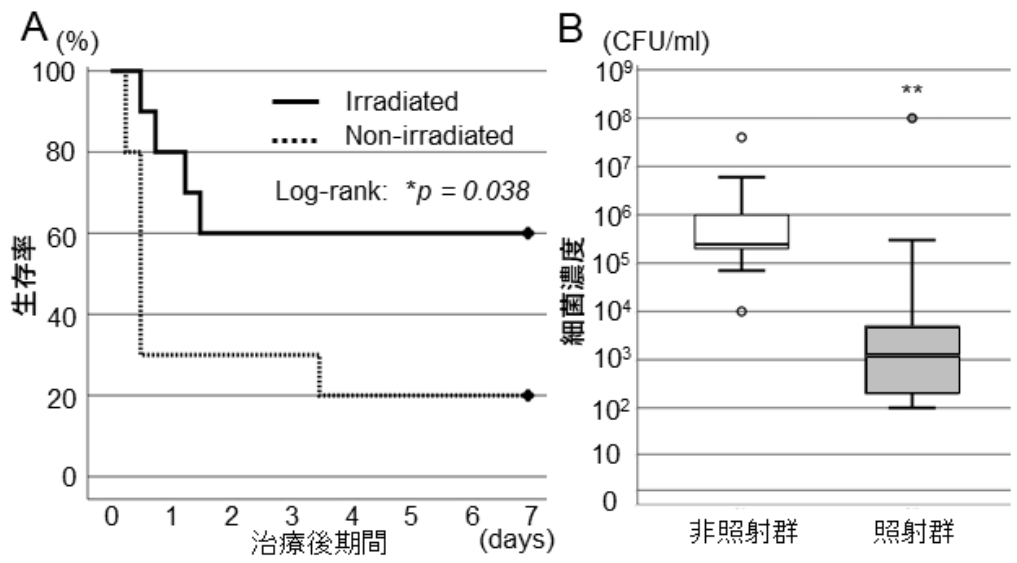 A (%)
100
80
60
40
20
0
生存率
Irradiated
Non-irradiated
Log-rank: *p = 0.038
0 1 2 3 4 5 6 7
治療後期間 (days)
B (CFU/ml)
10⁹
10⁸
10⁷
10⁶
10⁵
10⁴
10³
10²
10
0
細菌濃度
**
非照射群 照射群